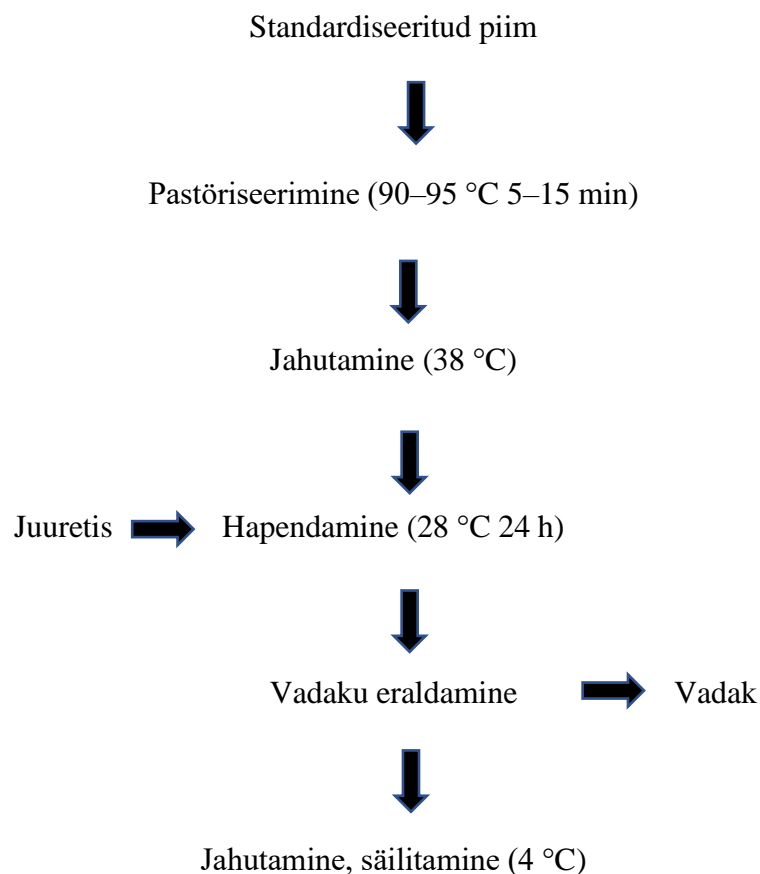 Standardiseeritud piim
Pastöriseerimine (90–95 °C 5–15 min)
Jahutamine (38 °C)
Juuretis
Hapendamine (28 °C 24 h)
Vadaku eraldamine
Vadak
Jahutamine, säilitamine (4 °C)